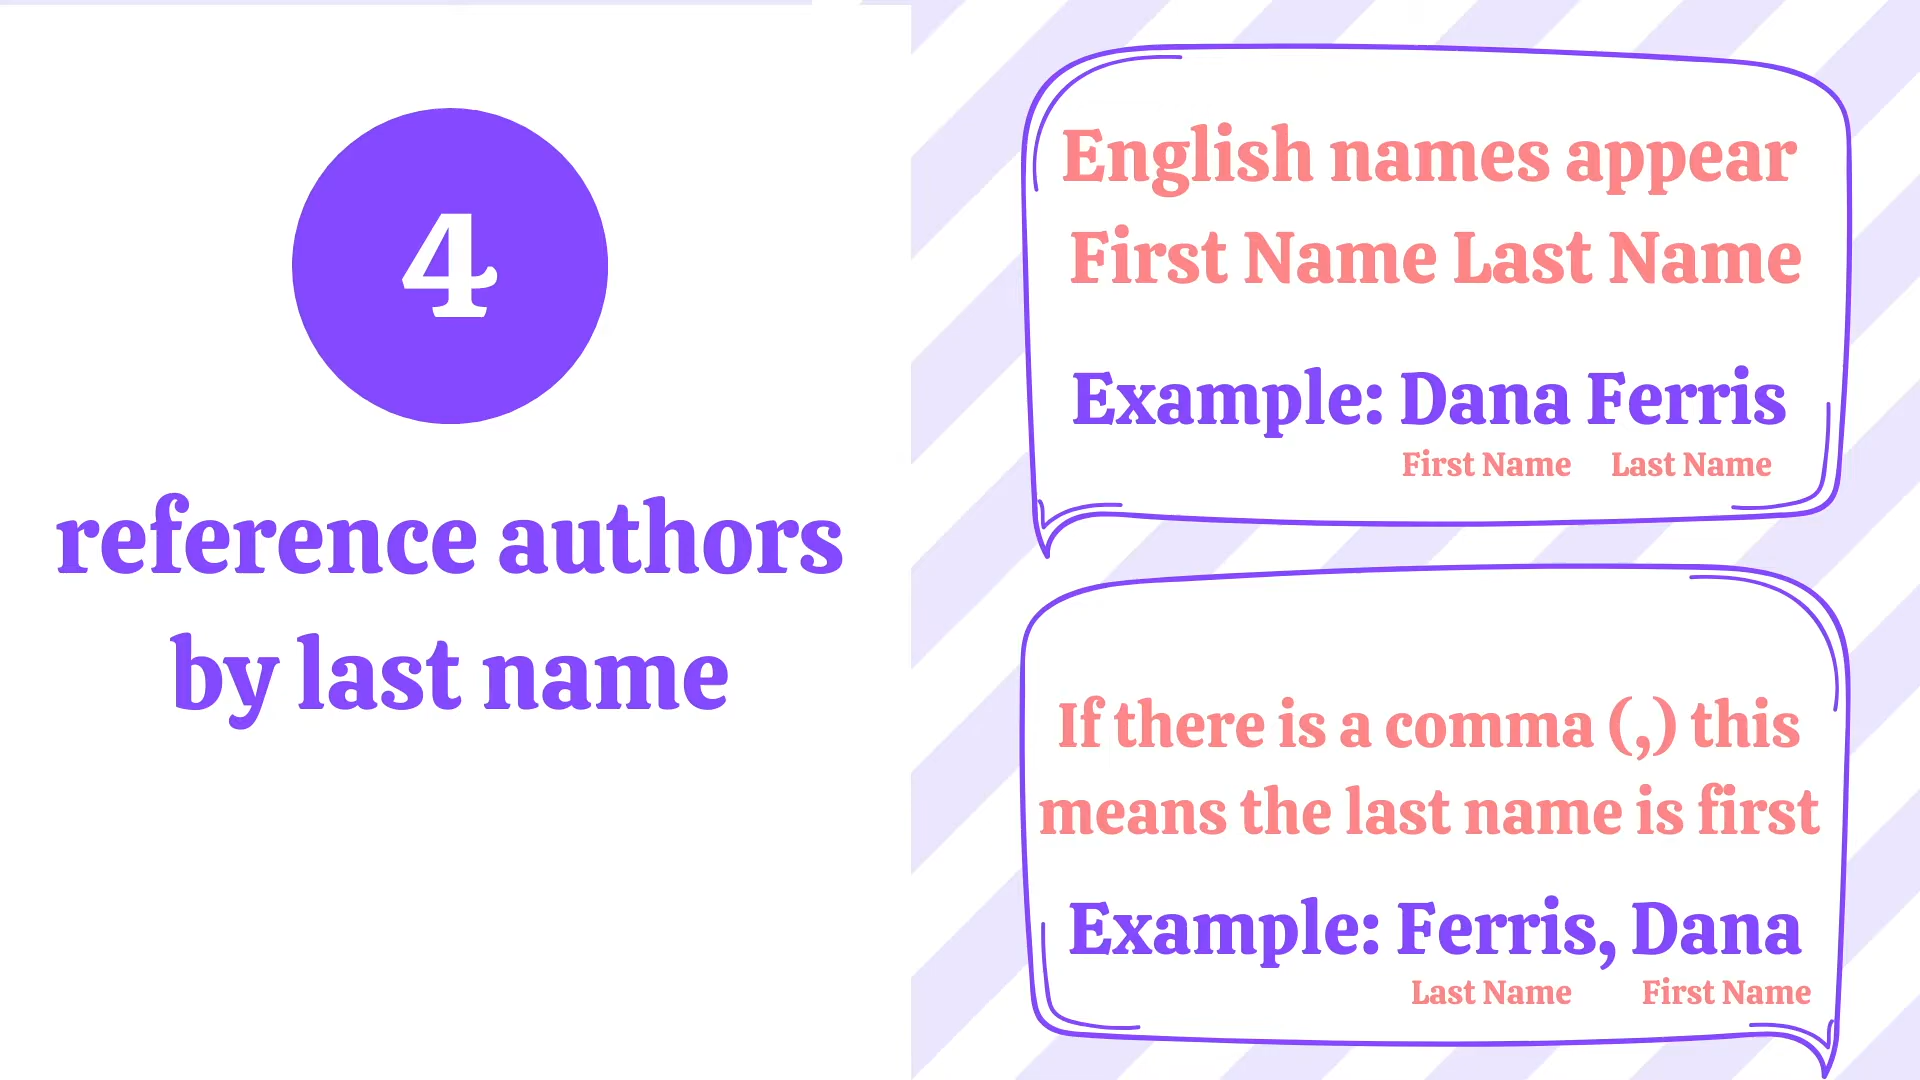 4
reference authors
by last name
English names appear
First Name Last Name
Example: Dana Ferris
First Name Last Name
If there is a comma (,) this
means the last name is first
Example: Ferris, Dana
Last Name First Name